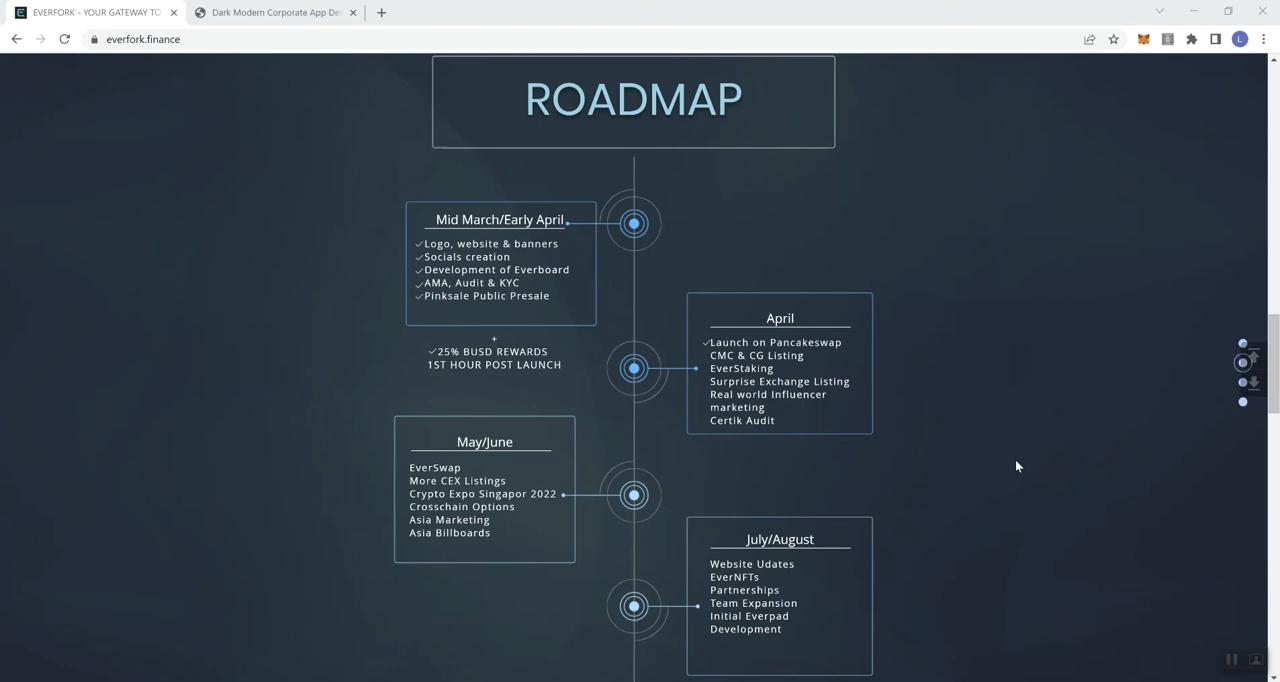 EVERFORK - YOUR GATEWAY TO
Dark Modern Corporate App Dev
everfork.finance
L
ROADMAP
Mid March/Early April
✓Logo, website & banners
✓Socials creation
✓Development of Everboard
✓AMA, Audit & KYC
✓Pinksale Public Presale
+
✓25% BUSD REWARDS
1ST HOUR POST LAUNCH
April
✓Launch on Pancakeswap
CMC & CG Listing
EverStaking
Surprise Exchange Listing
Real world Influencer
marketing
Certik Audit
May/June
EverSwap
More CEX Listings
Crypto Expo Singapor 2022
Crosschain Options
Asia Marketing
Asia Billboards
July/August
Website Udates
EverNFTs
Partnerships
Team Expansion
Initial Everpad
Development